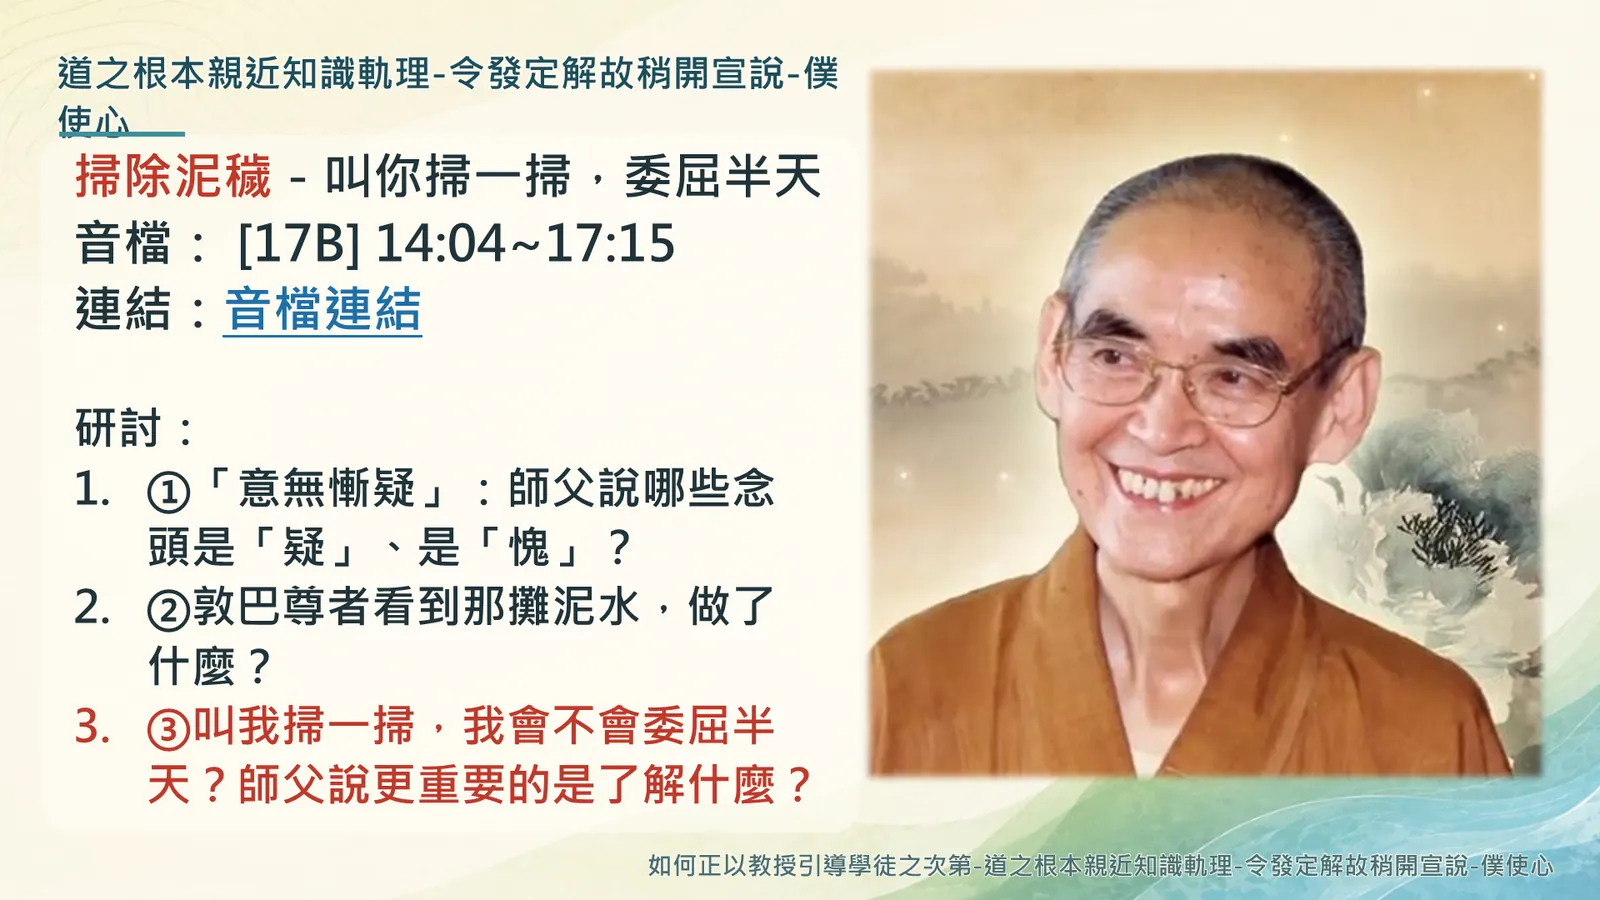 道之根本親近知識軌理-令發定解故稍開宣說-僕
使心
掃除泥穢 - 叫你掃一掃，委屈半天
音檔： [17B] 14:04~17:15
連結：音檔連結
研討：
1. ①「意無慚疑」：師父說哪些念
頭是「疑」、是「愧」？
2. ②敦巴尊者看到那攤泥水，做了
什麼？
3. ③叫我掃一掃，我會不會委屈半
天？師父說更重要的是了解什麼？
如何正以教授引導學徒之次第-道之根本親近知識軌理-令發定解故稍開宣說-僕使心